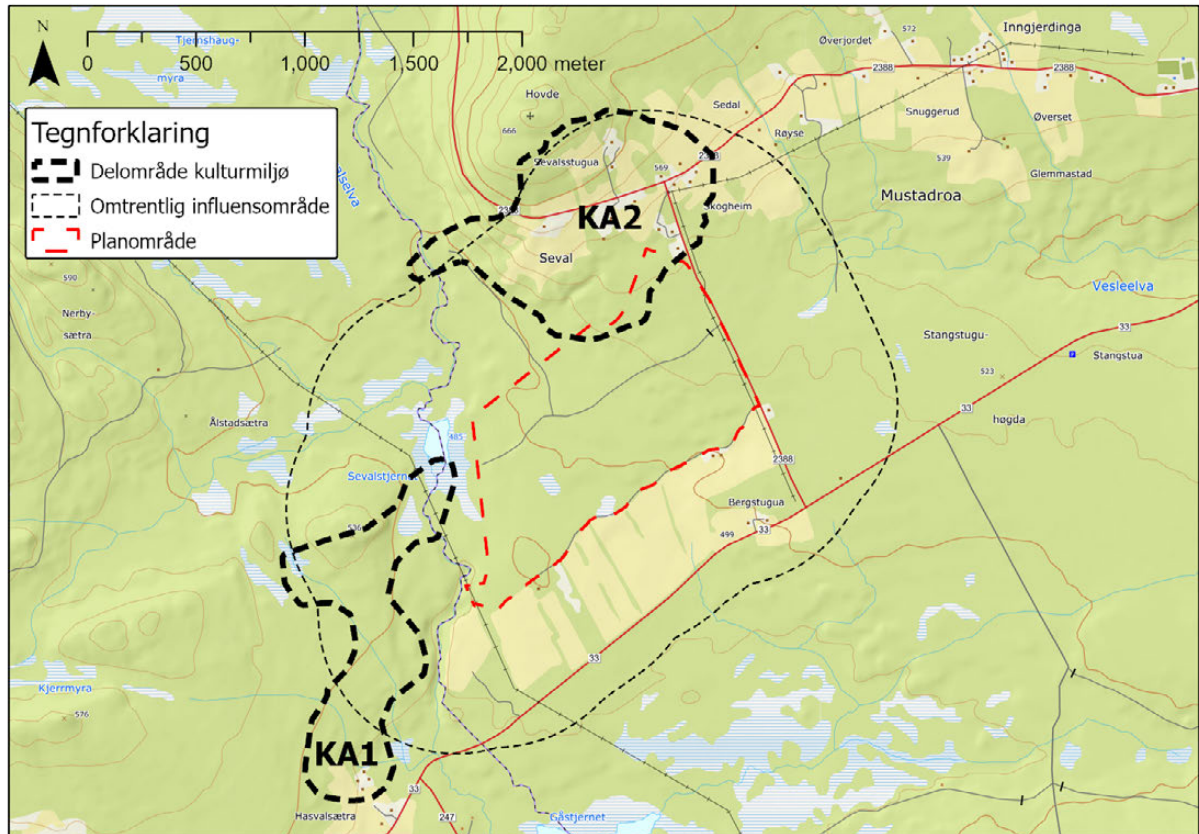 N
0 500 1,000 1,500 2,000 meter
Tjernshaug-
myra
Tegnforklaring
Delområde kulturmiljø
Omtrentlig influensområde
Planområde
Hovde
666
Øverjordet
572
Inngjerdinga
2388
Sedal
Røyse
Snuggerud
Øverset
539
Glemmastad
Mustadroa
Sevalsstugua
569
KA2
Skogheim
Seval
590
Nerby-
sætra
Vesleelva
33
Stangstugu-
Stangstua
P
533
høgda
33
Ålstadsætra
485
Sevalstjernet
536
2388
Bergstugua
499
33
33
Kjerrmyra
576
KA1
33
Hasvalsætra
247
Gåstjernet